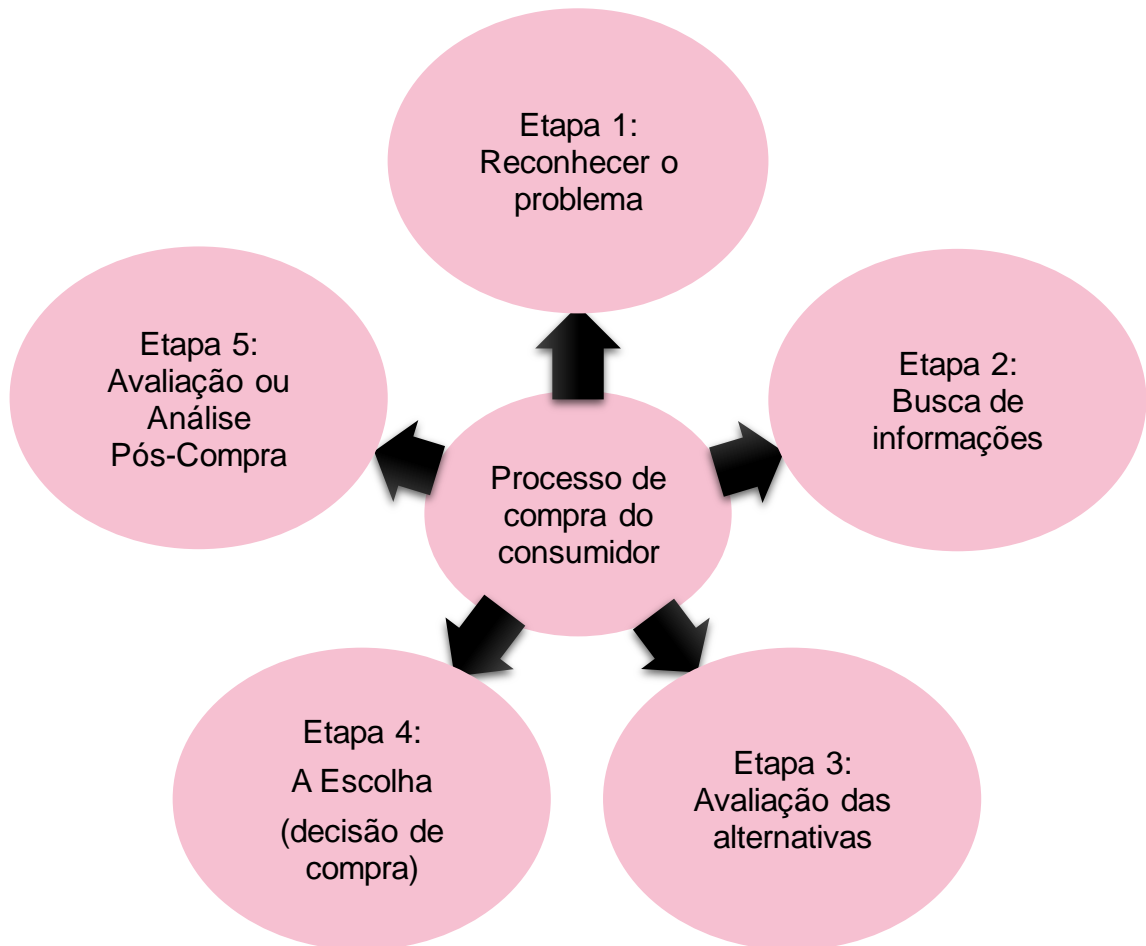 Etapa 1:
Reconhecer o
problema
Etapa 5:
Avaliação ou
Análise
Pós-Compra
Etapa 2:
Busca de
informações
Processo de
compra do
consumidor
Etapa 4:
A Escolha
(decisão de
compra)
Etapa 3:
Avaliação das
alternativas